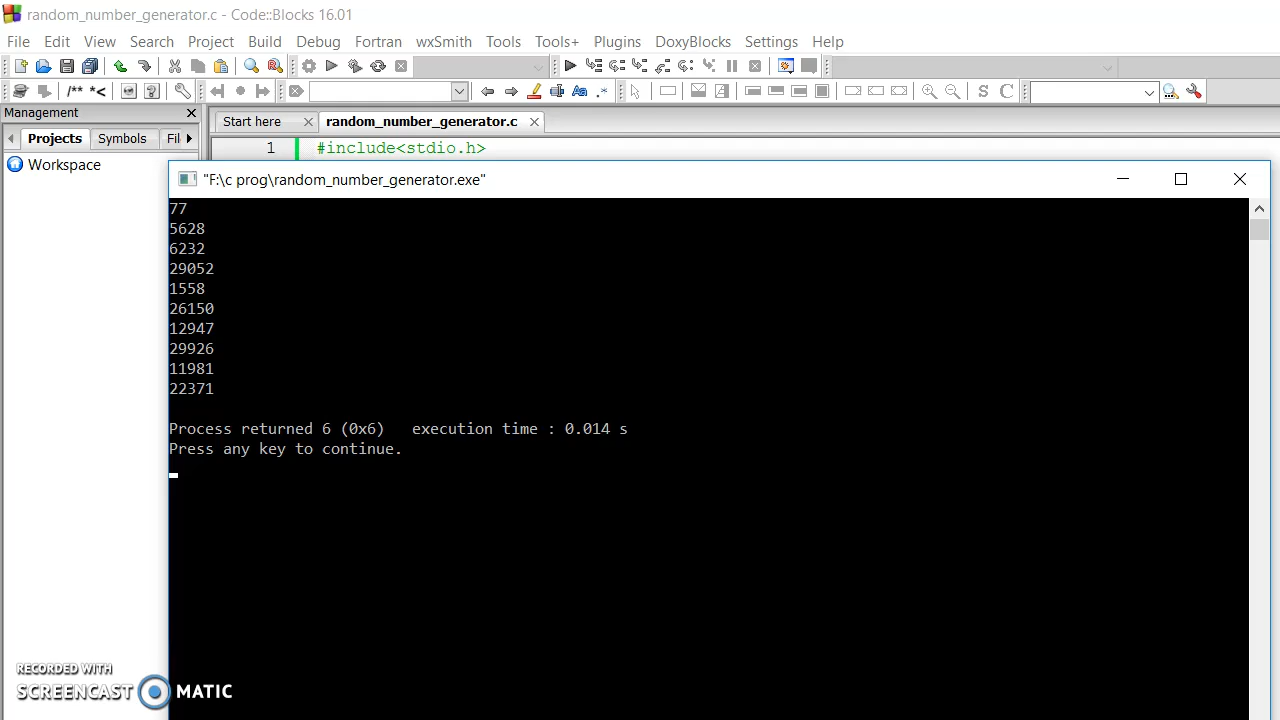 random_number_generator.c - Code::Blocks 16.01
File Edit View Search Project Build Debug Fortran wxSmith Tools Tools+ Plugins DoxyBlocks Settings Help
/** *< Aa .* S C
Management
Start here random_number_generator.c
Projects Symbols Fil
1 #include<stdio.h>
Workspace
"F:\c prog\random_number_generator.exe"
77
5628
6232
29052
1558
26150
12947
29926
11981
22371
Process returned 6 (0x6) execution time : 0.014 s
Press any key to continue.
RECORDED WITH
SCREENCAST MATIC